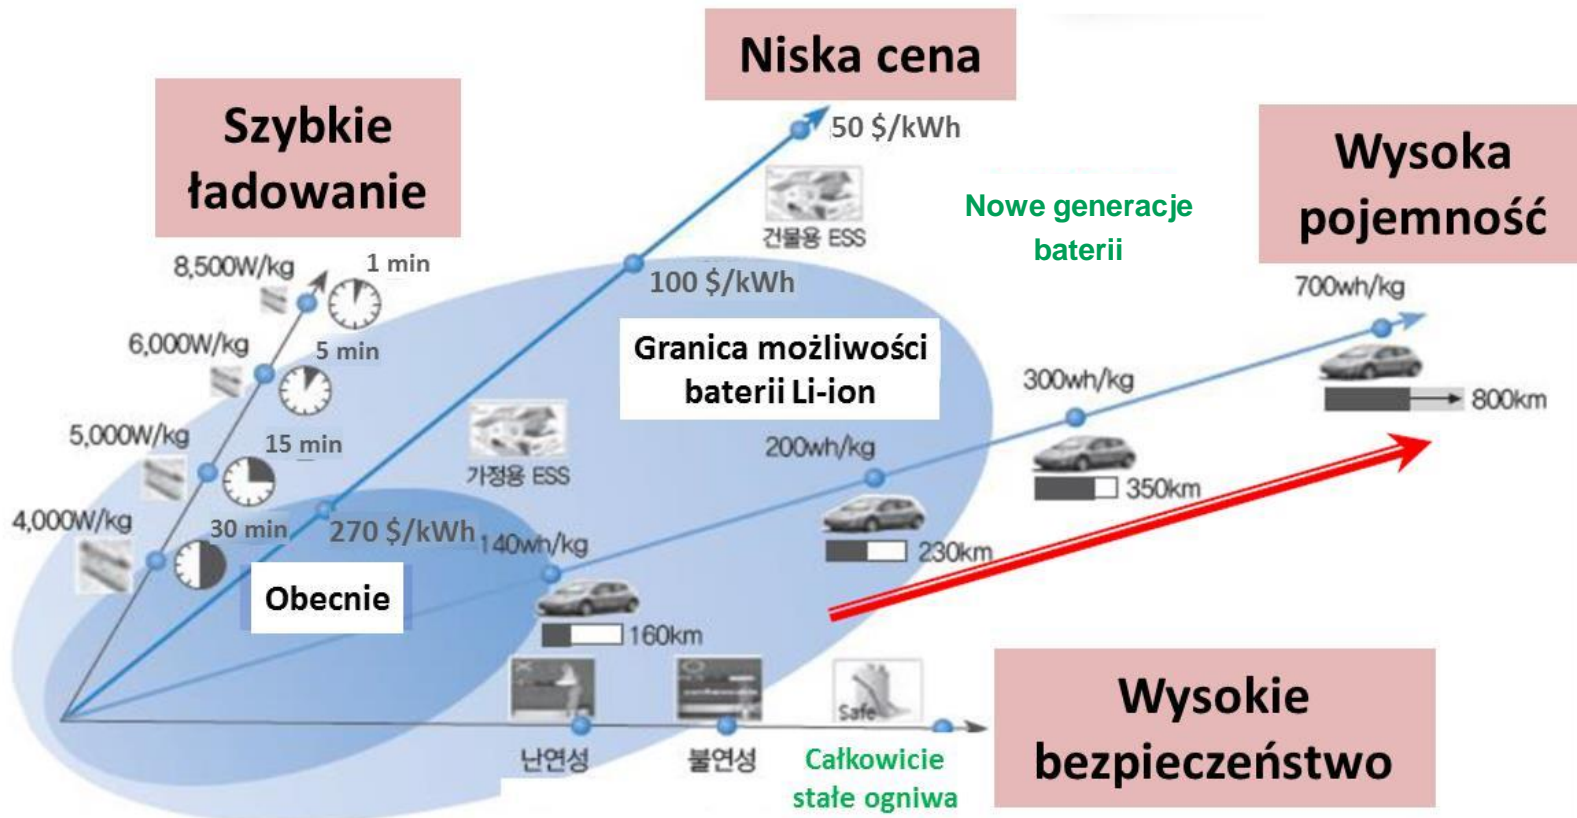 Niska cena
50 $/kWh
Szybkie
ładowanie
Wysoka
pojemność
Nowe generacje
baterii
건물용 ESS
8,500W/kg
1 min
100 $/kWh
700wh/kg
6,000W/kg
5 min
Granica możliwości
baterii Li-ion
300wh/kg
800km
5,000W/kg
15 min
가정용 ESS
200wh/kg
350km
4,000W/kg
30 min
270 $/kWh
140wh/kg
230km
Obecnie
160km
Safe
난연성
불연성
Całkowicie
stałe ogniwa
Wysokie
bezpieczeństwo